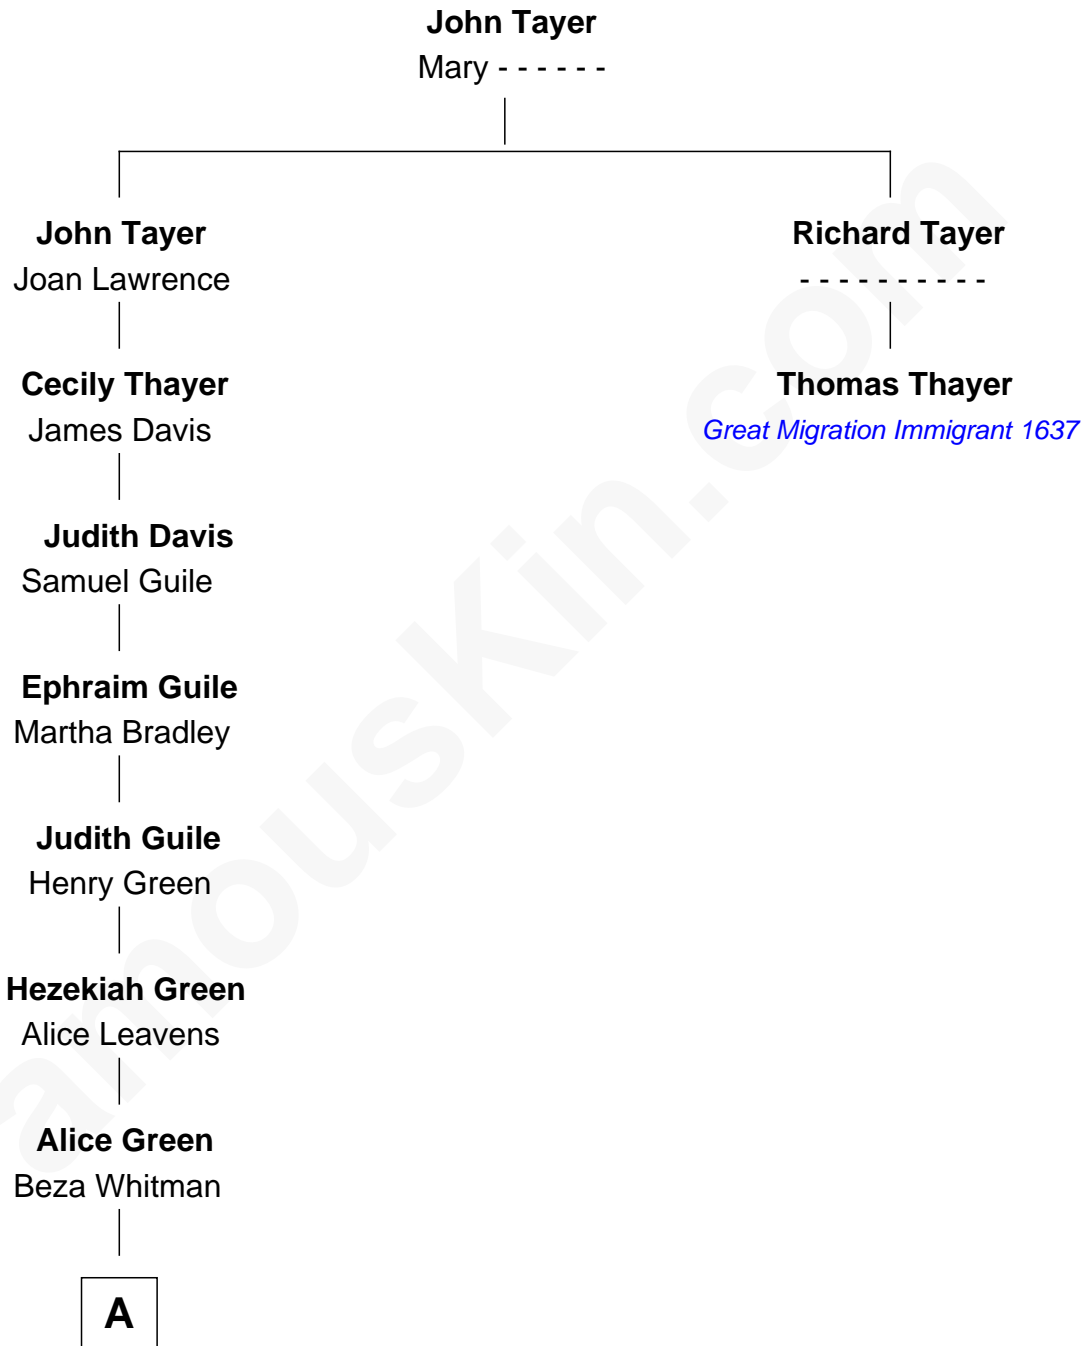 John Tayer
Mary - - - - - -
John Tayer
Joan Lawrence
Richard Tayer
- - - - - - - - - -
Cecily Thayer
James Davis
Thomas Thayer
Great Migration Immigrant 1637
Judith Davis
Samuel Guile
Ephraim Guile
Martha Bradley
Judith Guile
Henry Green
Hezekiah Green
Alice Leavens
Alice Green
Beza Whitman
A
amousKin.com